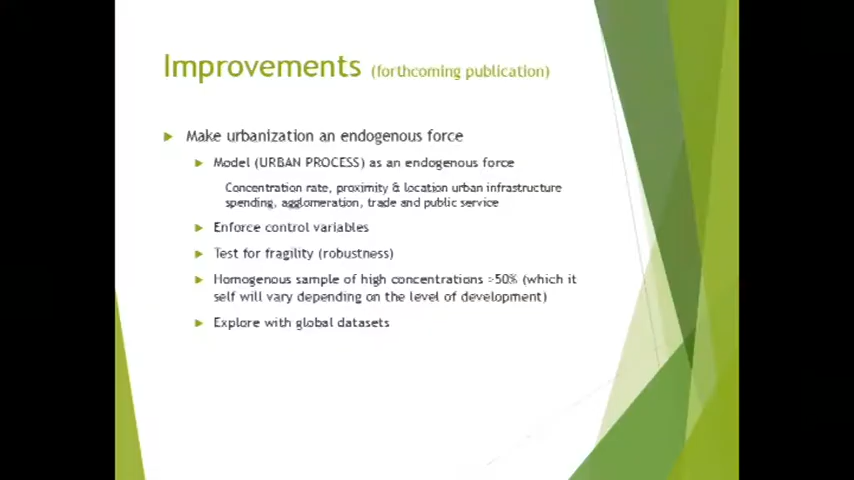 Improvements (forthcoming publication)
Make urbanization an endogenous force
Model (URBAN PROCESS) as an endogenous force
Concentration rate, proximity & location urban infrastructure
spending, agglomeration, trade and public service
Enforce control variables
Test for fragility (robustness)
Homogenous sample of high concentrations >50% (which it
self will vary depending on the level of development)
Explore with global datasets